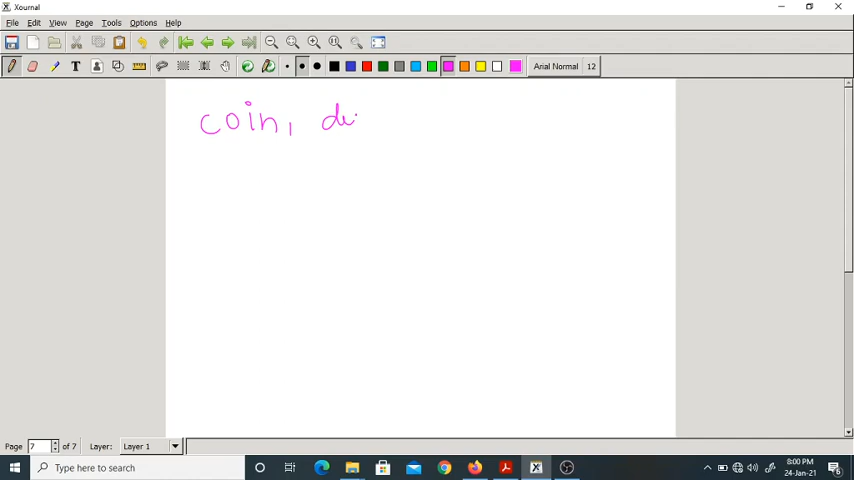 Xournal
File Edit View Page Tools Options Help
Arial Normal 12
coin, di
Page 7 of 7 Layer: Layer 1
Type here to search
8:00 PM
24-Jan-21
6